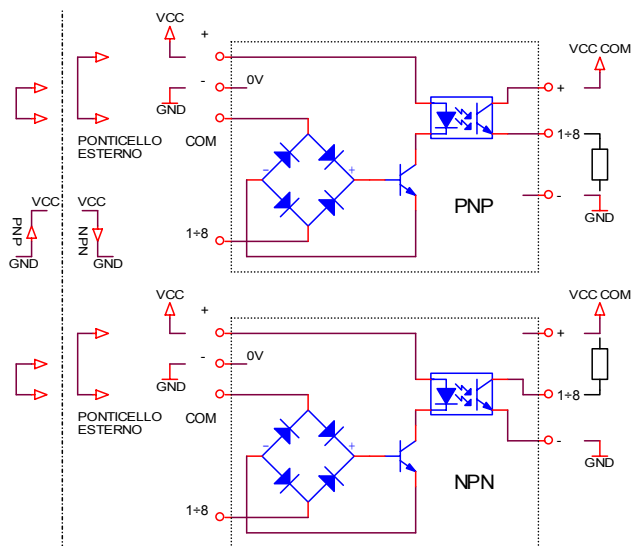 VCC
+
VCC COM
-
0V
+
GND
PONTICELLO
ESTERNO
COM
1÷8
-
+
PNP
-
GND
PNP
VCC
VCC
NPN
GND
GND
1÷8
VCC
+
VCC COM
+
-
0V
GND
PONTICELLO
ESTERNO
COM
1÷8
-
+
-
NPN
GND
1÷8